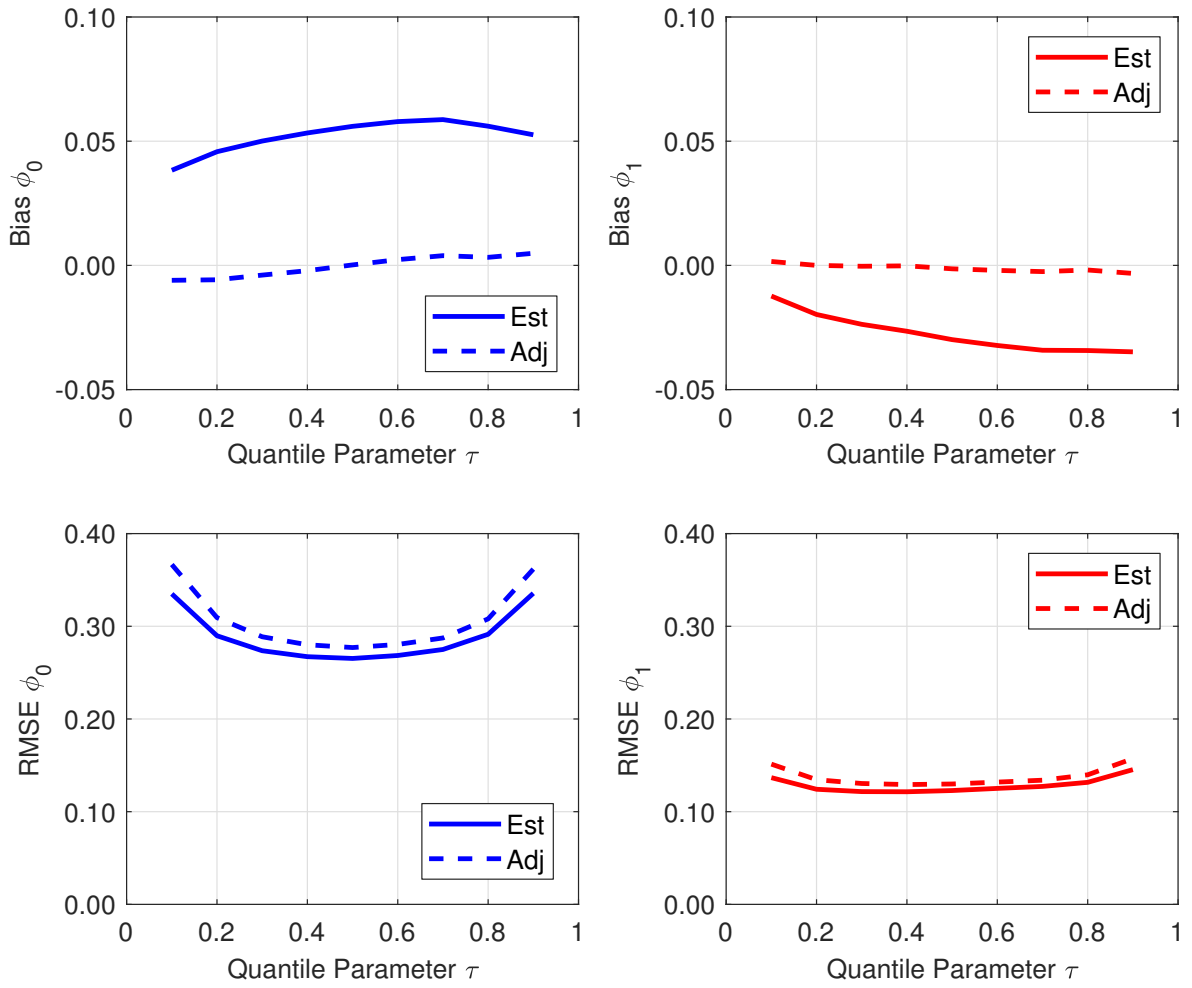 0.10
0.05
0.00
-0.05
Bias ϕ0
Est
Adj
0 0.2 0.4 0.6 0.8 1
Quantile Parameter τ
0.10
0.05
0.00
-0.05
Bias ϕ1
Est
Adj
0 0.2 0.4 0.6 0.8 1
Quantile Parameter τ
0.40
0.30
0.20
0.10
0.00
RMSE ϕ0
Est
Adj
0 0.2 0.4 0.6 0.8 1
Quantile Parameter τ
0.40
0.30
0.20
0.10
0.00
RMSE ϕ1
Est
Adj
0 0.2 0.4 0.6 0.8 1
Quantile Parameter τ